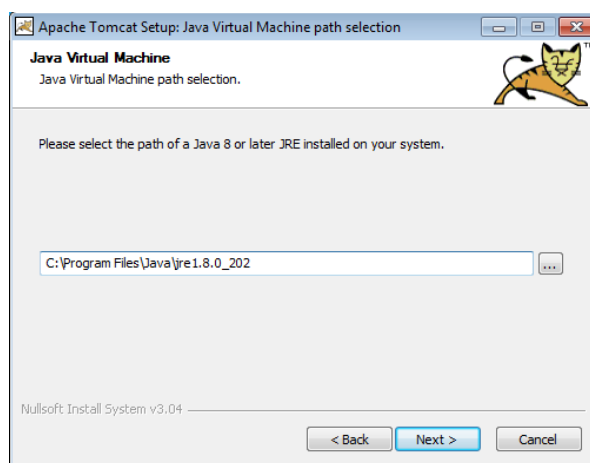 Apache Tomcat Setup: Java Virtual Machine path selection
Java Virtual Machine
Java Virtual Machine path selection.
TM
Please select the path of a Java 8 or later JRE installed on your system.
C:\Program Files\Java\jre1.8.0_202
...
Nullsoft Install System v3.04
< Back
Next >
Cancel